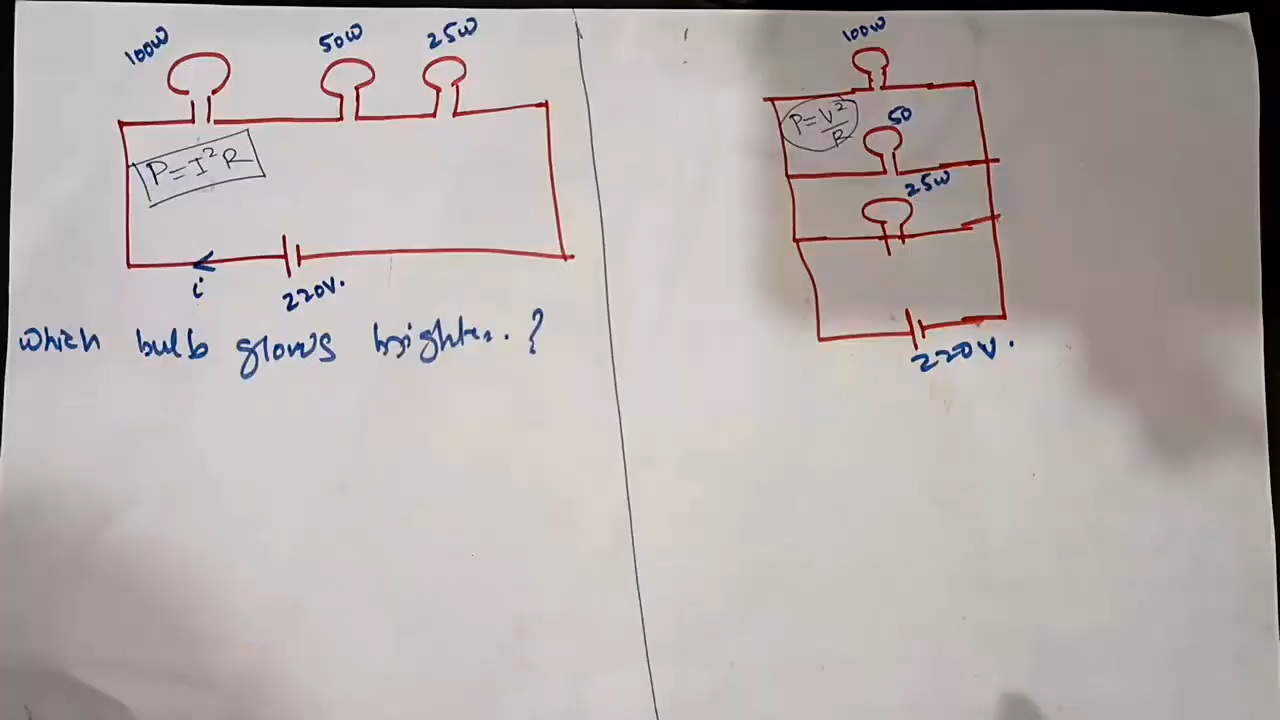 100w 50w 25w
P=I²R
i
220V.
which bulb glows brighter.?
100w
P=V²/R
50
25w
220V.